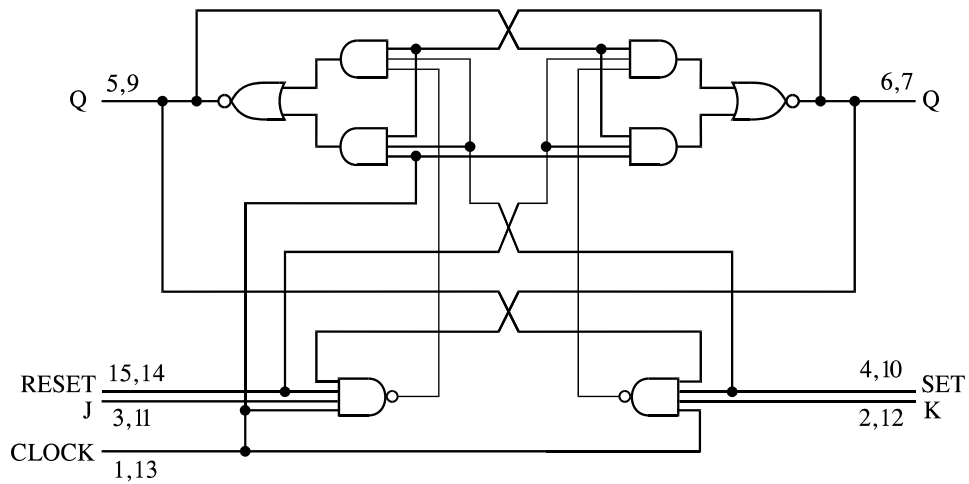 5,9
6,7
Q
Q
15,14
4,10
RESET
SET
J
3,11
2,12
K
CLOCK
1,13